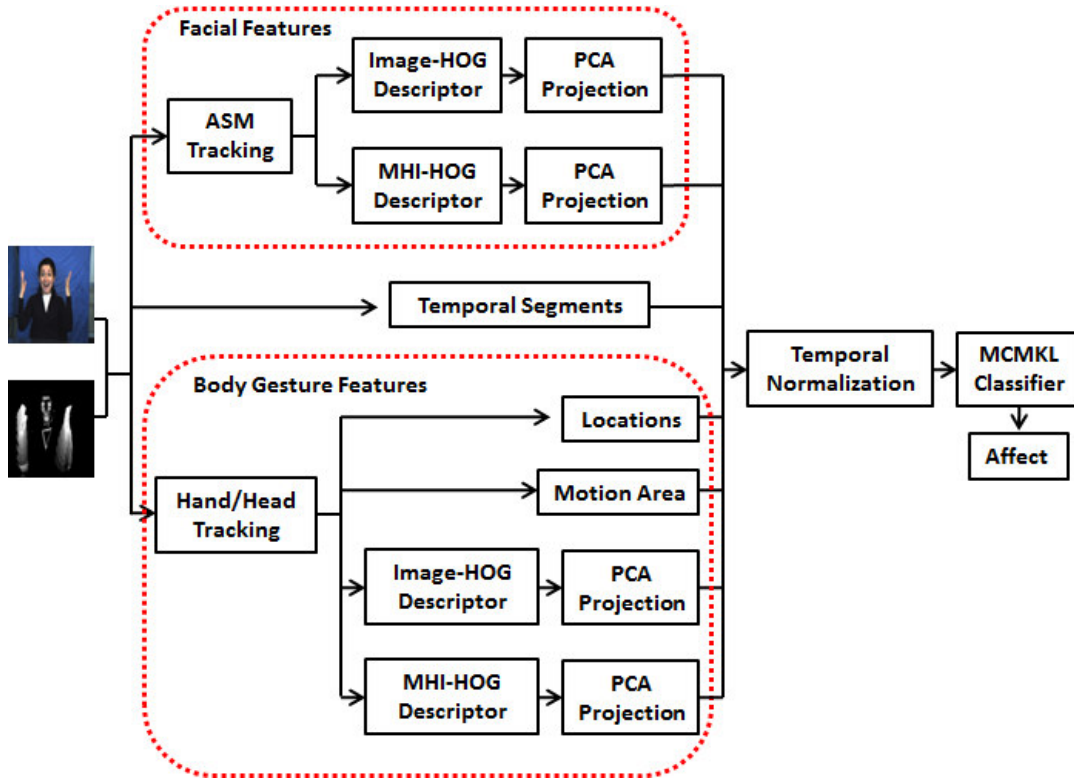 Facial Features
Image-HOG
Descriptor
PCA
Projection
ASM
Tracking
MHI-HOG
Descriptor
PCA
Projection
Temporal Segments
Temporal
Normalization
MCMKL
Classifier
Affect
Body Gesture Features
Locations
Motion Area
Hand/Head
Tracking
Image-HOG
Descriptor
PCA
Projection
MHI-HOG
Descriptor
PCA
Projection